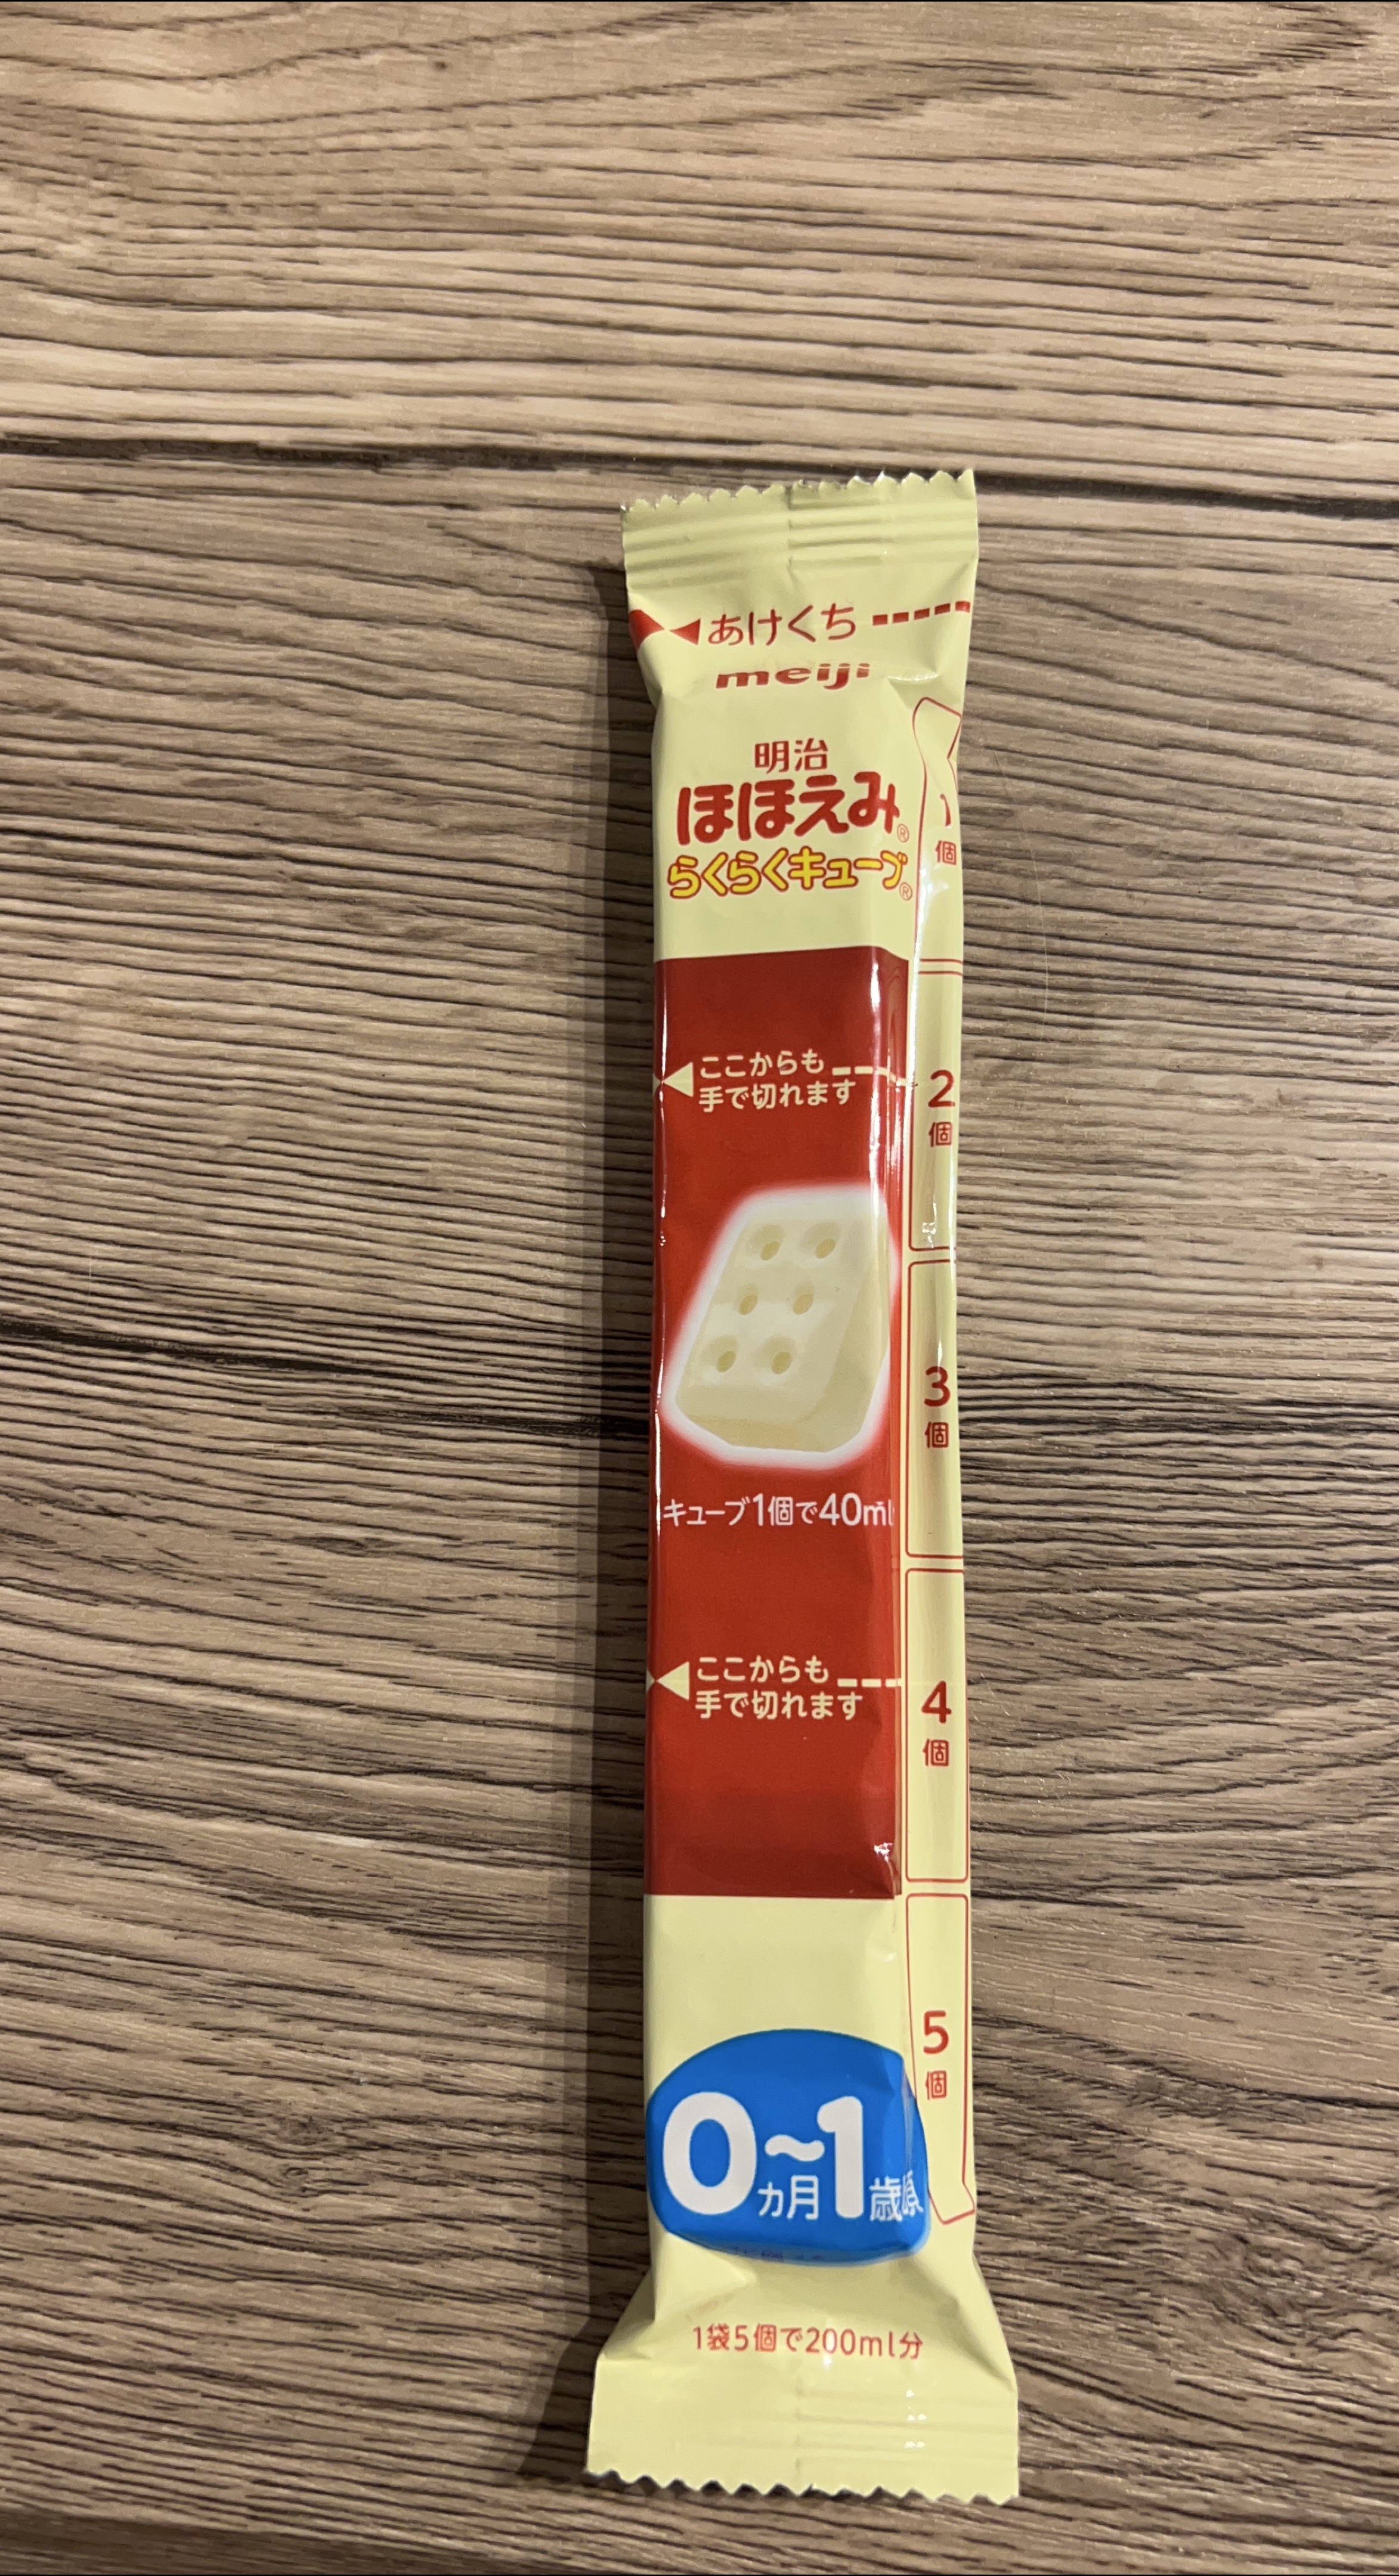 あけくち
meiji
明治
ほほえみ®
らくらくキューブ®
ここからも
手で切れます
キューブ1個で40ml
ここからも
手で切れます
0ヵ月~1歳頃
1袋5個で200ml分
1
個
2
個
3
個
4
個
5
個